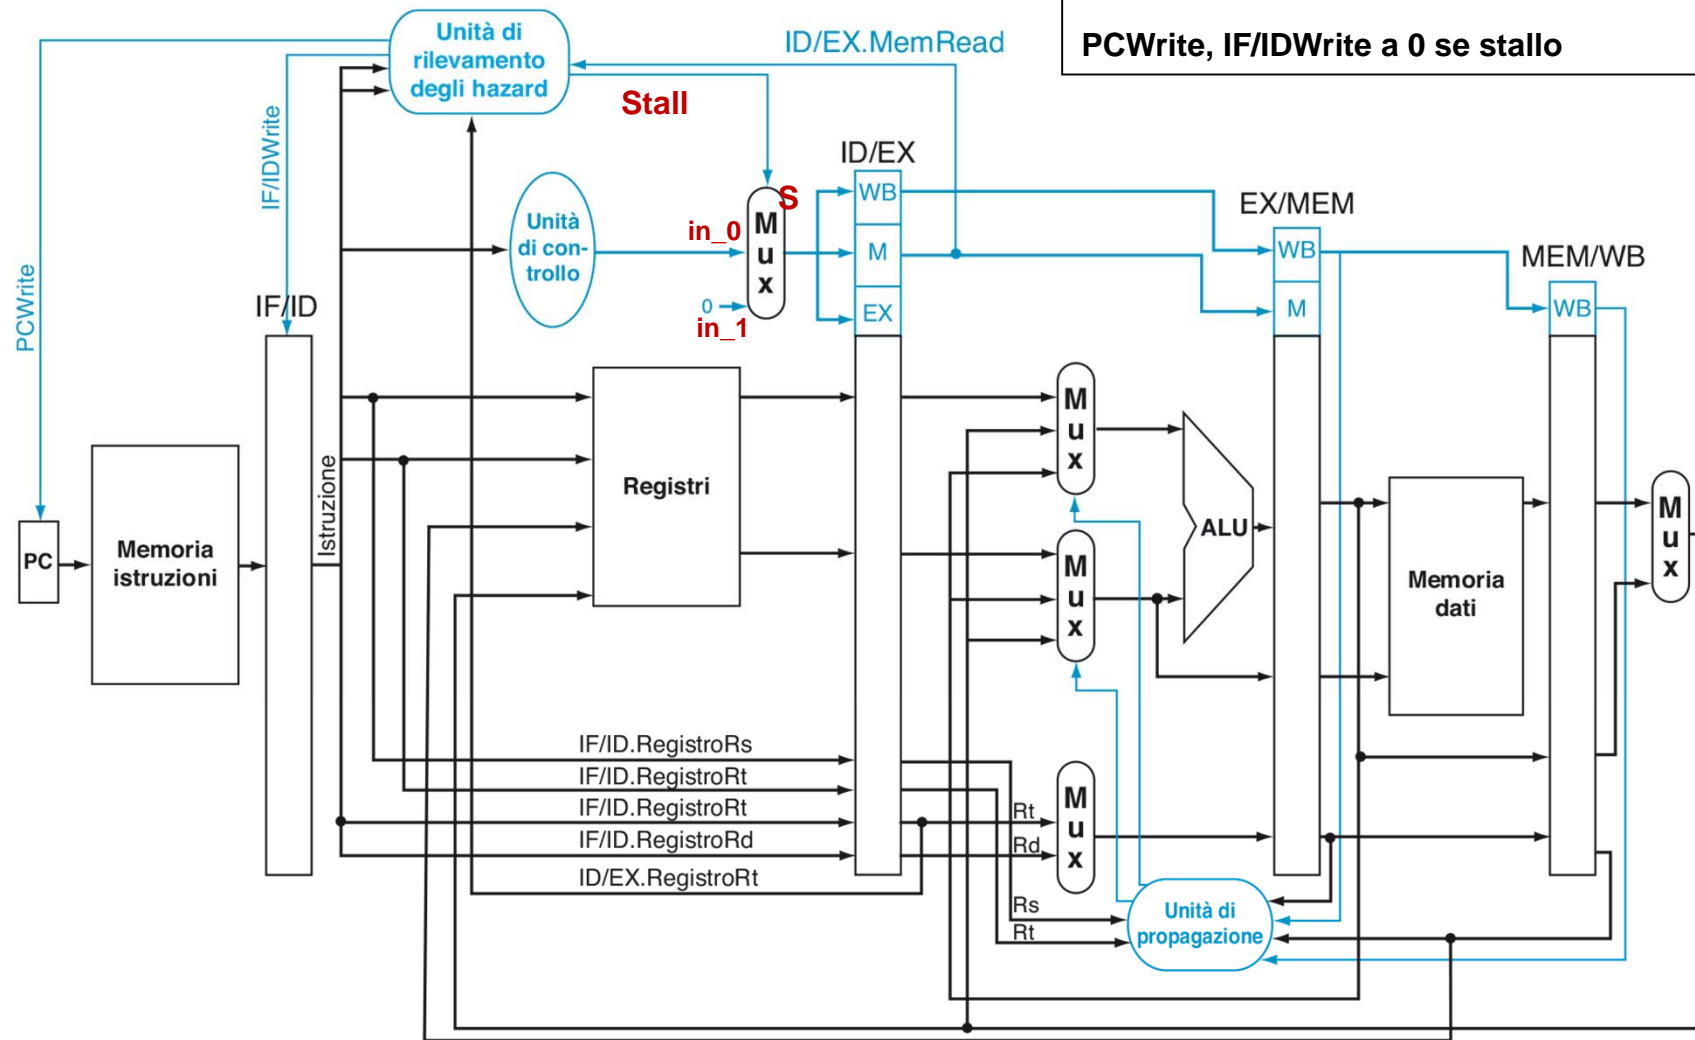 PCWrite, IF/IDWrite a 0 se stallo
Unità di
rilevamento
degli hazard
ID/EX.MemRead
Stall
IF/IDWrite
PCWrite
ID/EX
WB
M
EX
S
M
u
x
in_0
0
in_1
Unità
di con-
trollo
EX/MEM
WB
M
MEM/WB
WB
IF/ID
PC
Memoria
istruzioni
Istruzione
Registri
M
u
x
M
u
x
ALU
Memoria
dati
M
u
x
IF/ID.RegistroRs
IF/ID.RegistroRt
IF/ID.RegistroRt
IF/ID.RegistroRd
ID/EX.RegistroRt
Rt
Rd
M
u
x
Rs
Rt
Unità di
propagazione